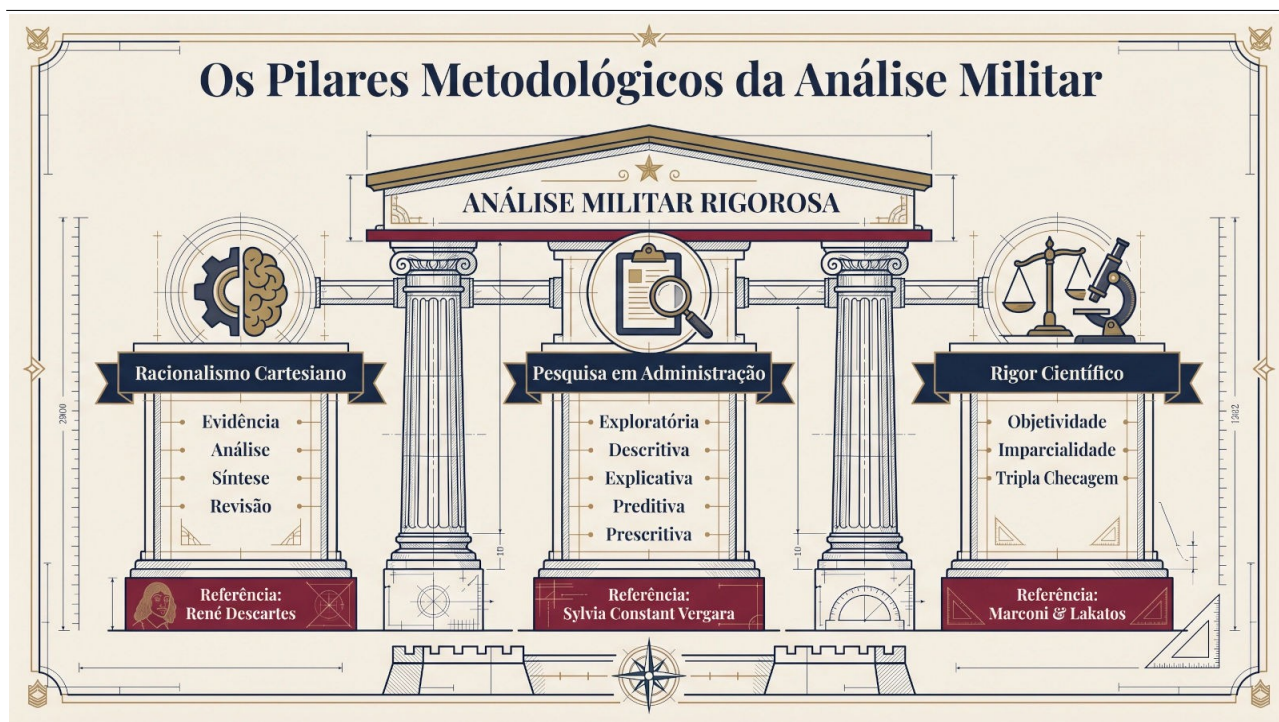 Os Pilares Metodológicos da Análise Militar
ANÁLISE MILITAR RIGOROSA
Racionalismo Cartesiano
Evidência
Análise
Síntese
Revisão
Referência:
René Descartes
Pesquisa em Administração
Exploratória
Descritiva
Explicativa
Preditiva
Prescritiva
Referência:
Sylvia Constant Vergara
Rigor Científico
Objetividade
Imparcialidade
Tripla Checagem
Referência:
Marconi & Lakatos
10
10